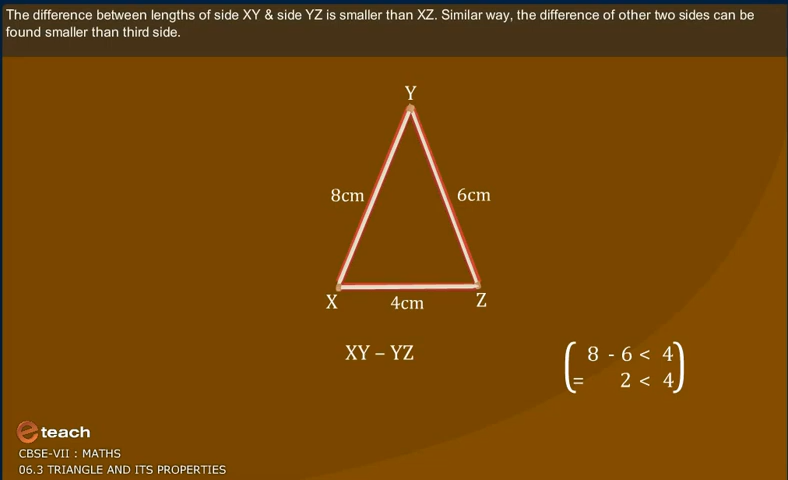 The difference between lengths of side XY & side YZ is smaller than XZ. Similar way, the difference of other two sides can be
found smaller than third side.
Y
8cm
6cm
X
4cm
Z
XY – YZ
( 8 - 6 < 4
= 2 < 4 )
e teach
CBSE-VII : MATHS
06.3 TRIANGLE AND ITS PROPERTIES